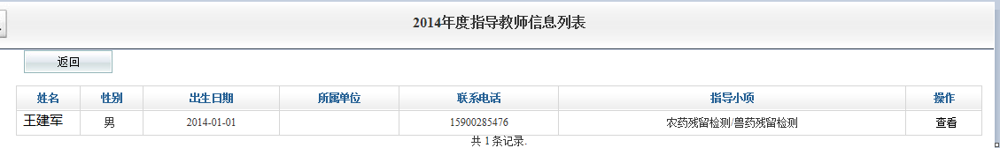 2014年度指导教师信息列表
返回
姓名 性别 出生日期 所属单位 联系电话 指导小项 操作
王建军 男 2014-01-01 15900285476 农药残留检测/兽药残留检测 查看
共 1 条记录.